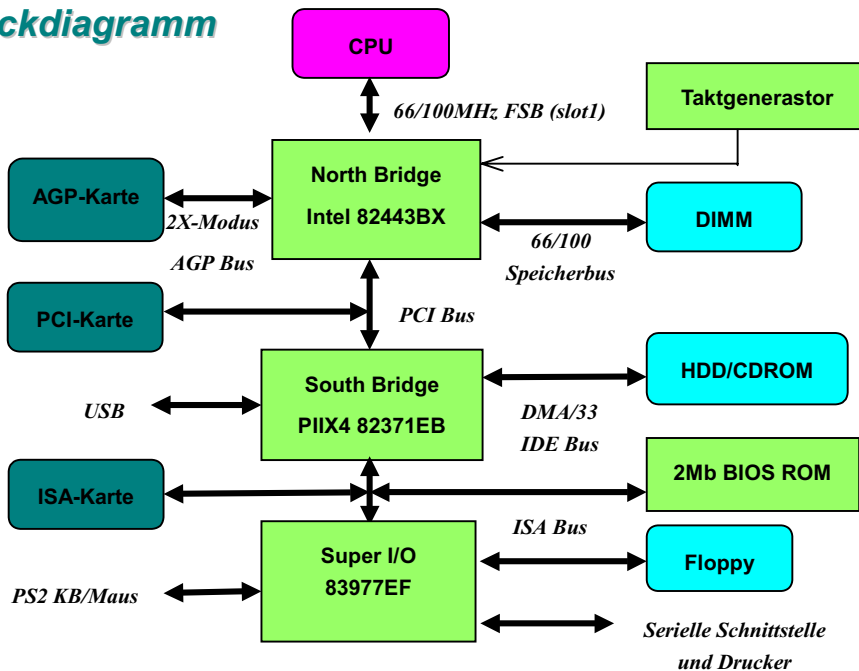 ckdiagramm
CPU
66/100MHz FSB (slot1)
Taktgenerastor
North Bridge
Intel 82443BX
AGP-Karte
2X-Modus
AGP Bus
DIMM
66/100
Speicherbus
PCI-Karte
PCI Bus
South Bridge
PIIX4 82371EB
HDD/CDROM
USB
DMA/33
IDE Bus
ISA-Karte
2Mb BIOS ROM
ISA Bus
Super I/O
83977EF
Floppy
PS2 KB/Maus
Serielle Schnittstelle
und Drucker